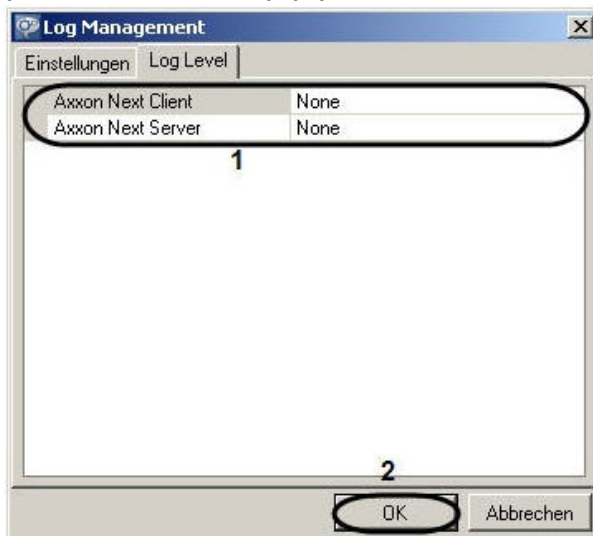 Log Management
Einstellungen Log Level
Axxon Next Client None
Axxon Next Server None
1
2
OK Abbrechen